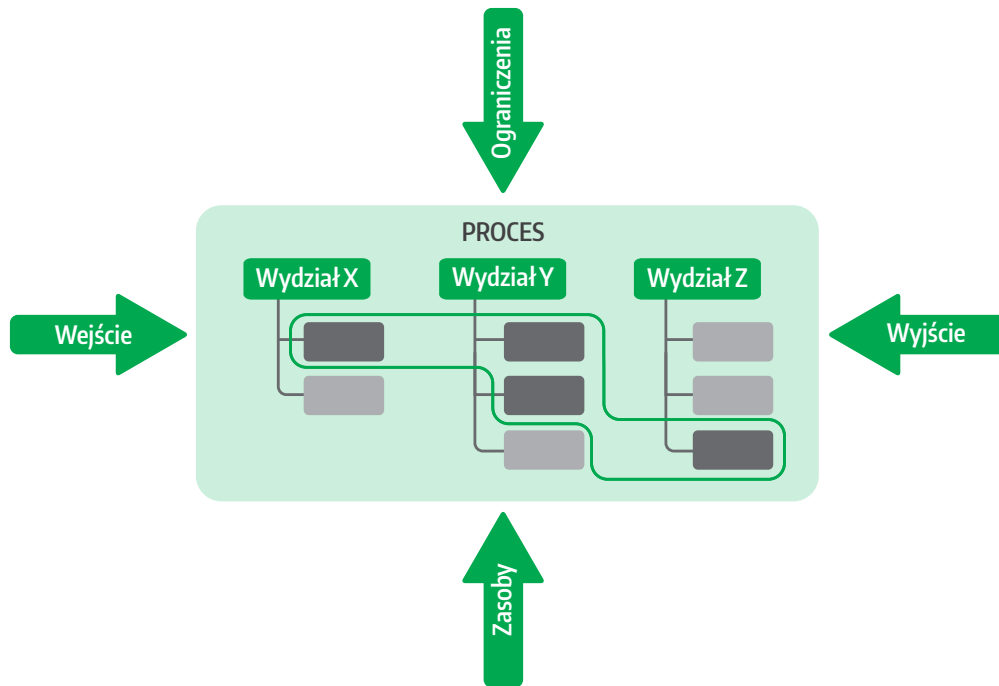 Ograniczenia
PROCES
Wydział X
Wydział Y
Wydział Z
Wejście
Wyjście
Zasoby